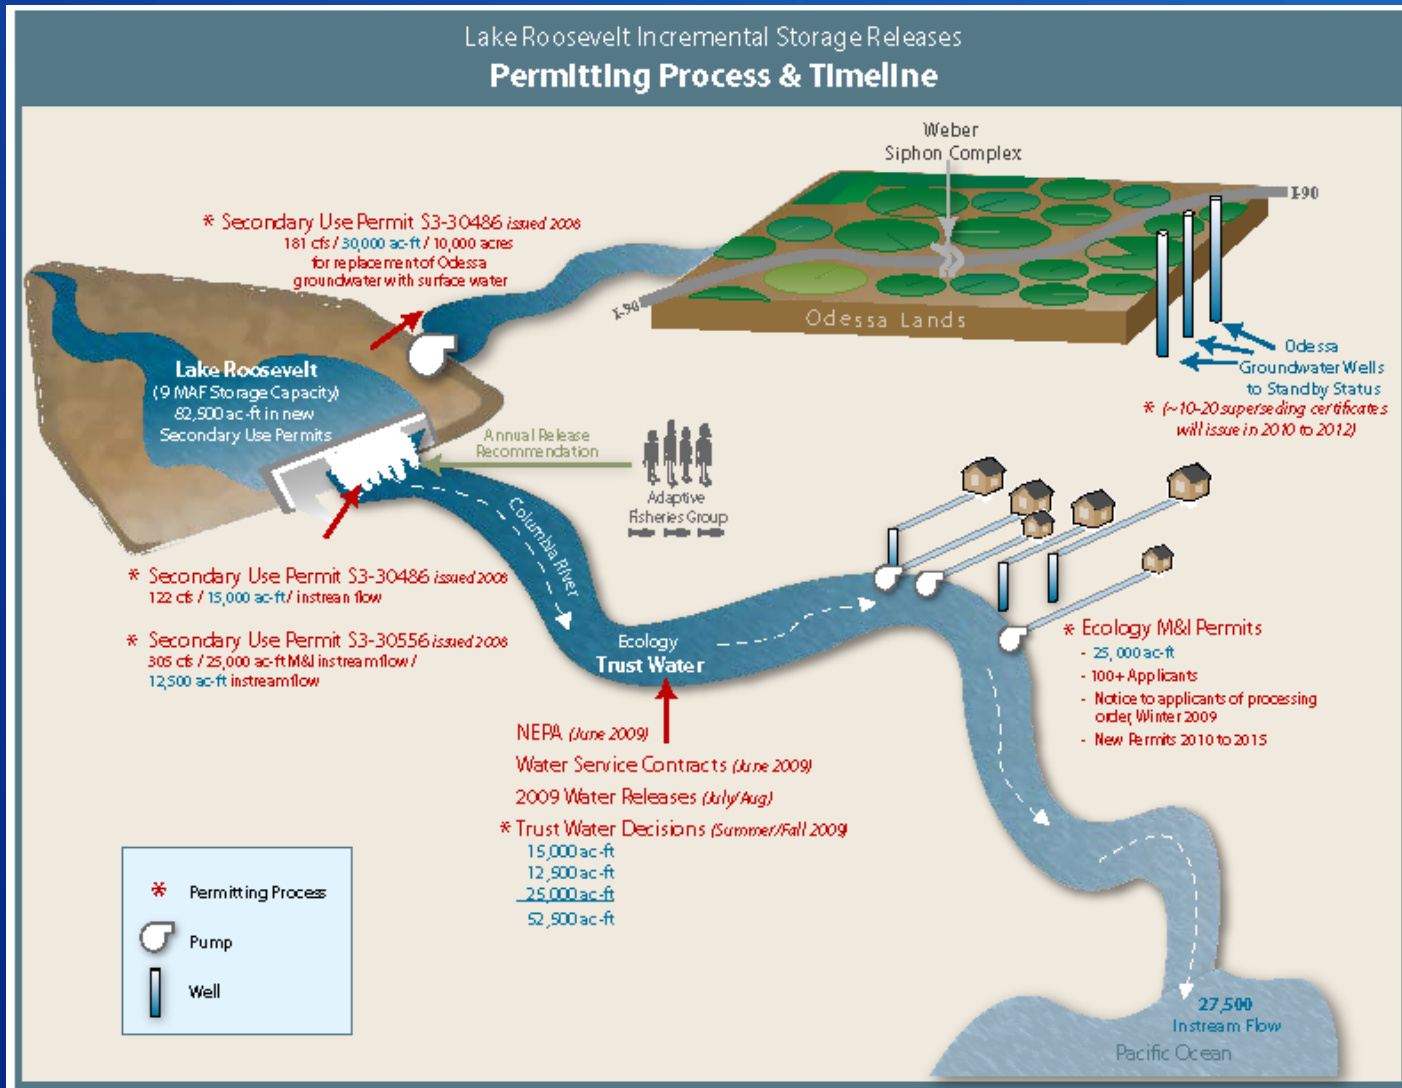 Lake Roosevelt Incremental Storage Releases
Permitting Process & Timeline
Weber
Siphon Complex
I-90
* Secondary Use Permit S3-30486 issued 2008
181 cfs / 30,000 ac-ft / 10,000 acres
for replacement of Odessa
groundwater with surface water
I-90
Odessa Lands
Lake Roosevelt
(9 MAF Storage Capacity)
82,500 ac-ft in new
Secondary Use Permits
Odessa
Groundwater Wells
to Standby Status
* (~10-20 superseding certificates
will issue in 2010 to 2012)
Annual Release
Recommendation
Adaptive
Fisheries Group
Columbia River
* Secondary Use Permit S3-30486 issued 2008
122 cfs / 15,000 ac-ft / instream flow
* Secondary Use Permit S3-30556 issued 2008
305 cfs / 25,000 ac-ft M&I instream flow /
12,500 ac-ft instream flow
Ecology
Trust Water
* Ecology M&I Permits
- 25,000 ac-ft
- 100+ Applicants
- Notice to applicants of processing
order, Winter 2009
- New Permits 2010 to 2015
NEPA (June 2009)
Water Service Contracts (June 2009)
2009 Water Releases (July/Aug)
* Trust Water Decisions (Summer/Fall 2009)
15,000 ac-ft
12,500 ac-ft
25,000 ac-ft
52,500 ac-ft
* Permitting Process
Pump
Well
27,500
Instream Flow
Pacific Ocean